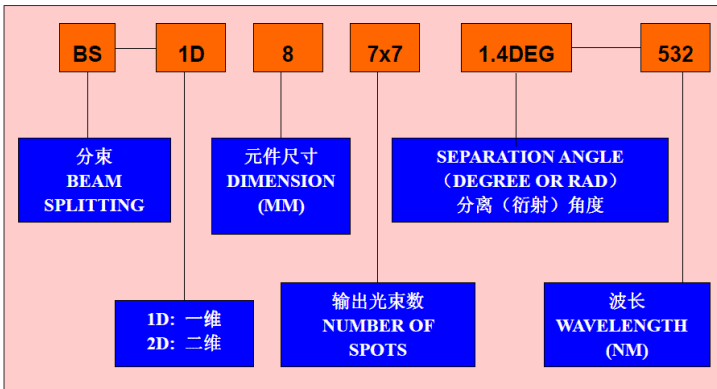 BS
1D
8
7x7
1.4DEG
532
分束
BEAM
SPLITTING
元件尺寸
DIMENSION
(MM)
SEPARATION ANGLE
（DEGREE OR RAD）
分离（衍射）角度
1D: 一维
2D: 二维
输出光束数
NUMBER OF
SPOTS
波长
WAVELENGTH
(NM)